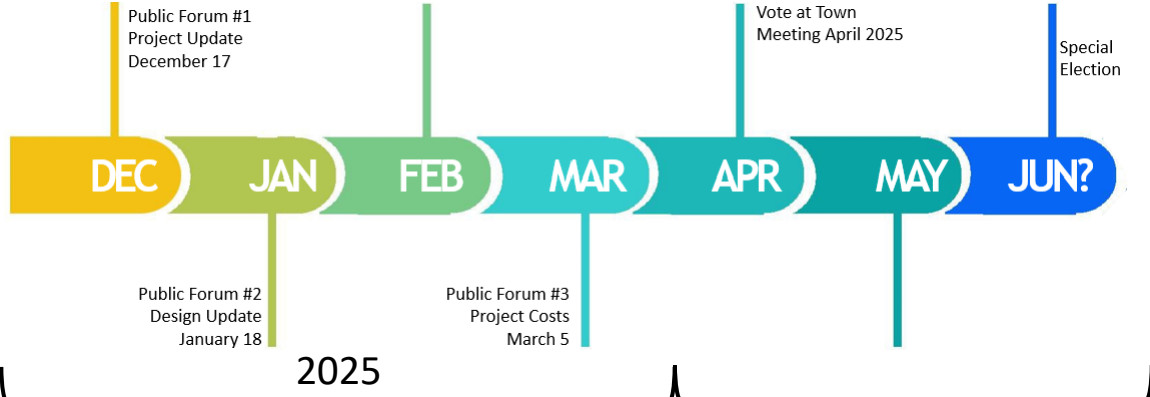 Public Forum #1
Project Update
December 17
Vote at Town
Meeting April 2025
Special
Election
DEC
JAN
FEB
MAR
APR
MAY
JUN?
Public Forum #2
Design Update
January 18
Public Forum #3
Project Costs
March 5
2025